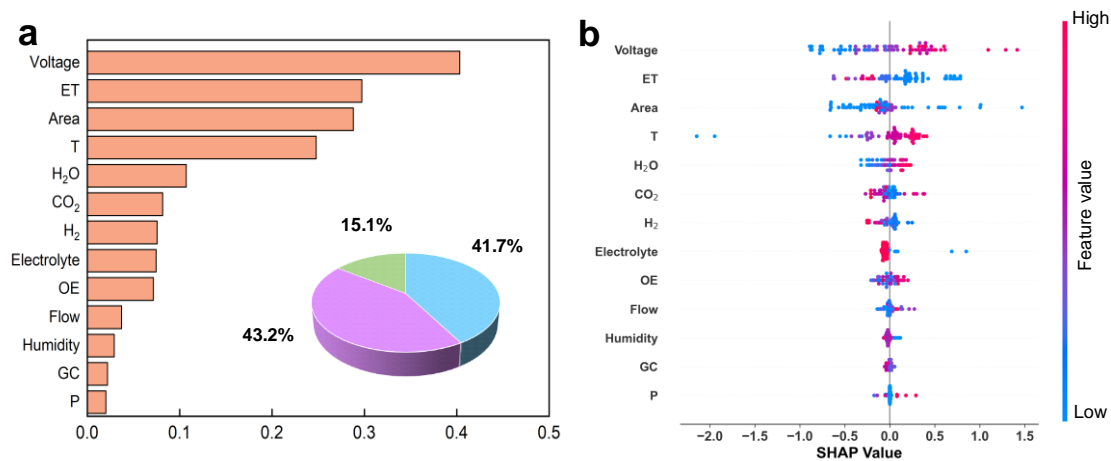 a
Voltage
ET
Area
T
H₂O
CO₂
H₂
Electrolyte
OE
Flow
Humidity
GC
P
0.0 0.1 0.2 0.3 0.4 0.5
15.1%
41.7%
43.2%
b
Voltage
ET
Area
T
H₂O
CO₂
H₂
Electrolyte
OE
Flow
Humidity
GC
P
−2.0 −1.5 −1.0 −0.5 0.0 0.5 1.0 1.5
SHAP Value
High
Feature value
Low